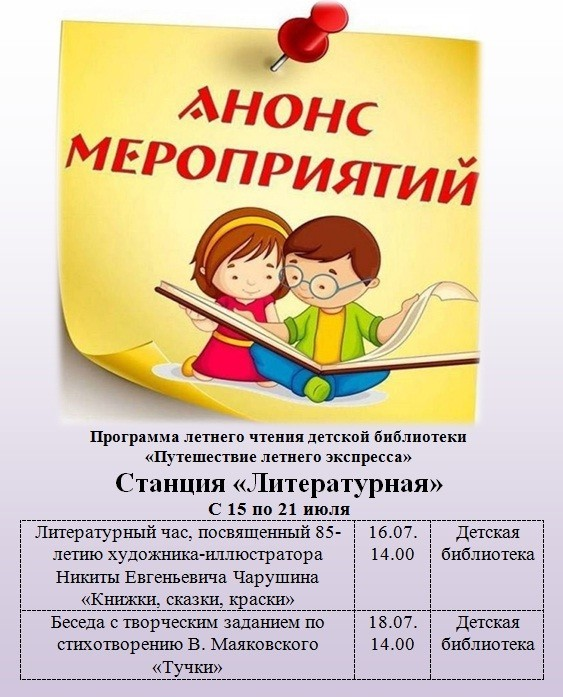 АНОНС
МЕРОПРИЯТИЙ
Программа летнего чтения детской библиотеки
«Путешествие летнего экспресса»
Станция «Литературная»
С 15 по 21 июля
Литературный час, посвященный 85-
летию художника-иллюстратора
Никиты Евгеньевича Чарушина
«Книжки, сказки, краски»
16.07.
14.00
Детская
библиотека
Беседа с творческим заданием по
стихотворению В. Маяковского
«Тучки»
18.07.
14.00
Детская
библиотека